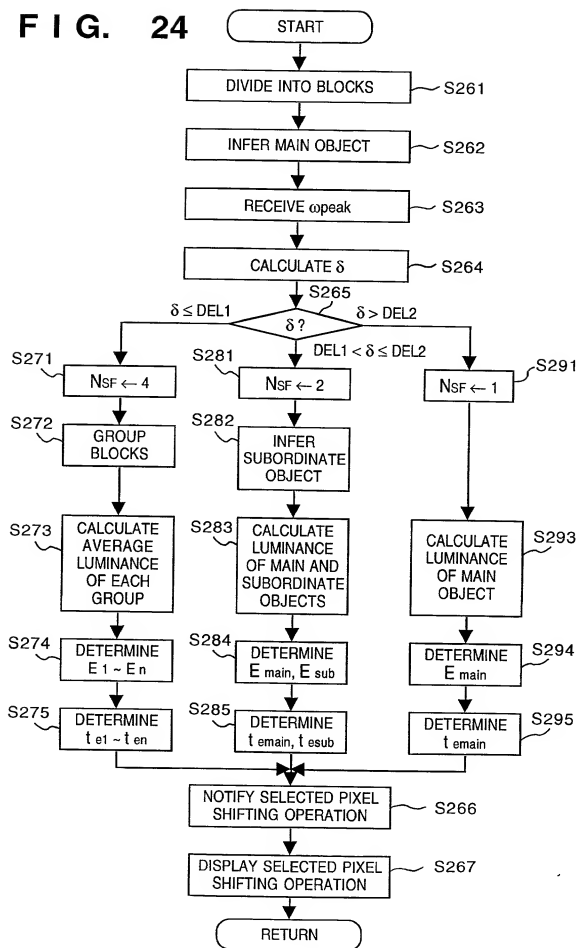 FIG. 24
START
DIVIDE INTO BLOCKS
S261
INFER MAIN OBJECT
S262
RECEIVE ωpeak
S263
CALCULATE δ
S264
S265
δ ≤ DEL1
δ ?
δ > DEL2
DEL1 < δ ≤ DEL2
S271
NSF ← 4
S272
GROUP
BLOCKS
S273
CALCULATE
AVERAGE
LUMINANCE
OF EACH
GROUP
S274
DETERMINE
E1 ~ En
S275
DETERMINE
te1 ~ ten
S281
NSF ← 2
S282
INFER
SUBORDINATE
OBJECT
S283
CALCULATE
LUMINANCE
OF MAIN AND
SUBORDINATE
OBJECTS
S284
DETERMINE
Emain, Esub
S285
DETERMINE
temain, tesub
S291
NSF ← 1
S293
CALCULATE
LUMINANCE
OF MAIN
OBJECT
S294
DETERMINE
Emain
S295
DETERMINE
temain
NOTIFY SELECTED PIXEL
SHIFTING OPERATION
S266
DISPLAY SELECTED PIXEL
SHIFTING OPERATION
S267
RETURN